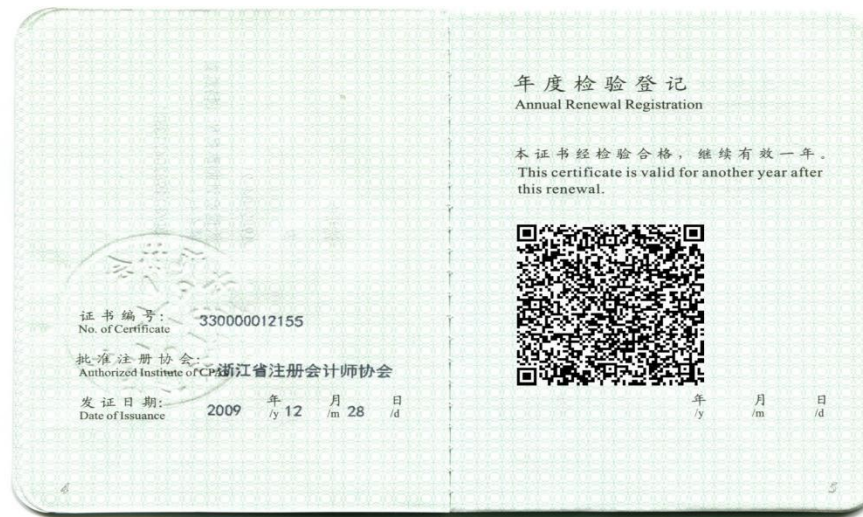 证书编号: 330000012155
No. of Certificate
批准注册协会: 浙江省注册会计师协会
Authorized Institute of CPAs
发证日期: 2009 年 12 月 28 日
Date of Issuance /y /m /d
6
年度检验登记
Annual Renewal Registration
本证书经检验合格，继续有效一年。
This certificate is valid for another year after
this renewal.
年 月 日
/y /m /d
5